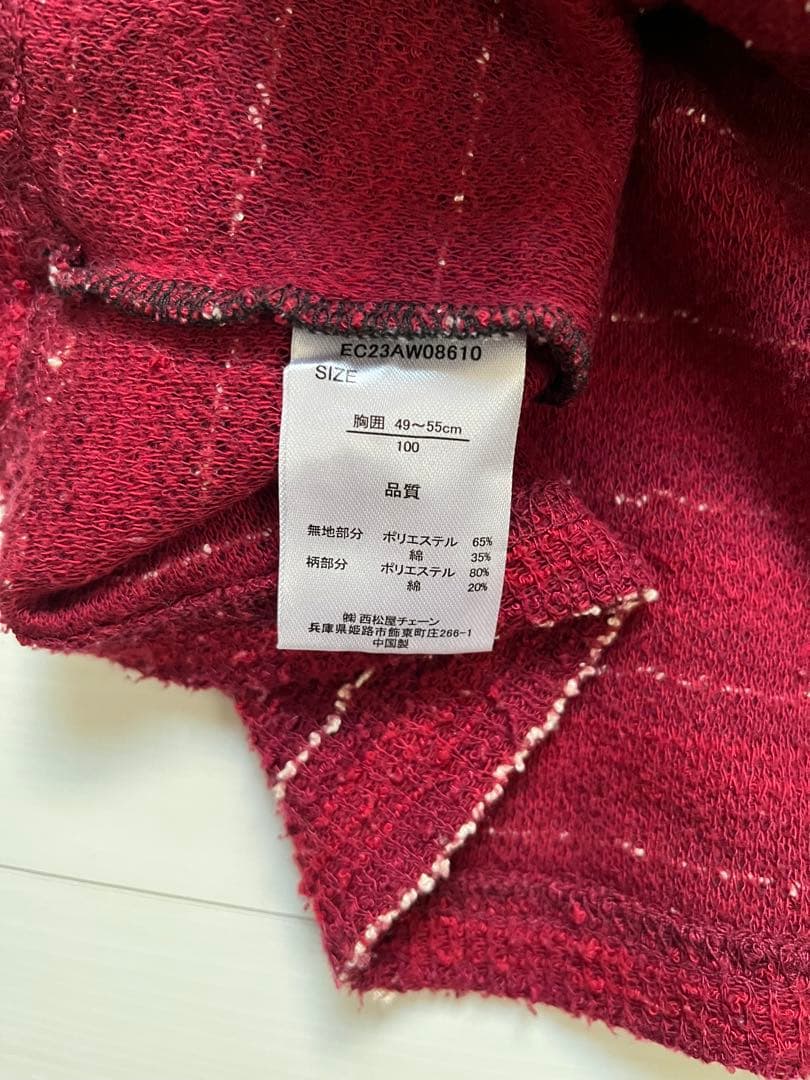 EC23AW08610
SIZE
胸囲 49～55cm
100
品質
無地部分 ポリエステル 65%
綿 35%
柄部分 ポリエステル 80%
綿 20%
㈱西松屋チェーン
兵庫県姫路市飾東町庄266-1
中国製